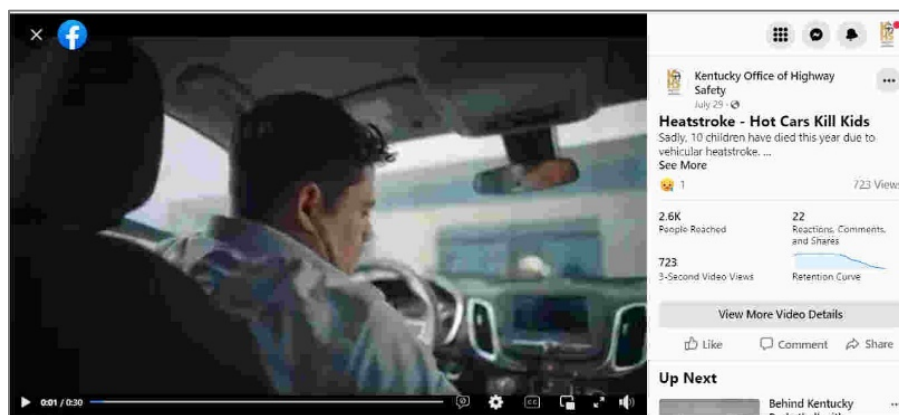 Kentucky Office of Highway
Safety
July 29
Heatstroke - Hot Cars Kill Kids
Sadly, 10 children have died this year due to
vehicular heatstroke. ...
See More
1
723 Views
2.6K
People Reached
22
Reactions, Comments,
and Shares
723
3-Second Video Views
Retention Curve
View More Video Details
Like
Comment
Share
0:01 / 0:30
CC
Up Next
Behind Kentucky